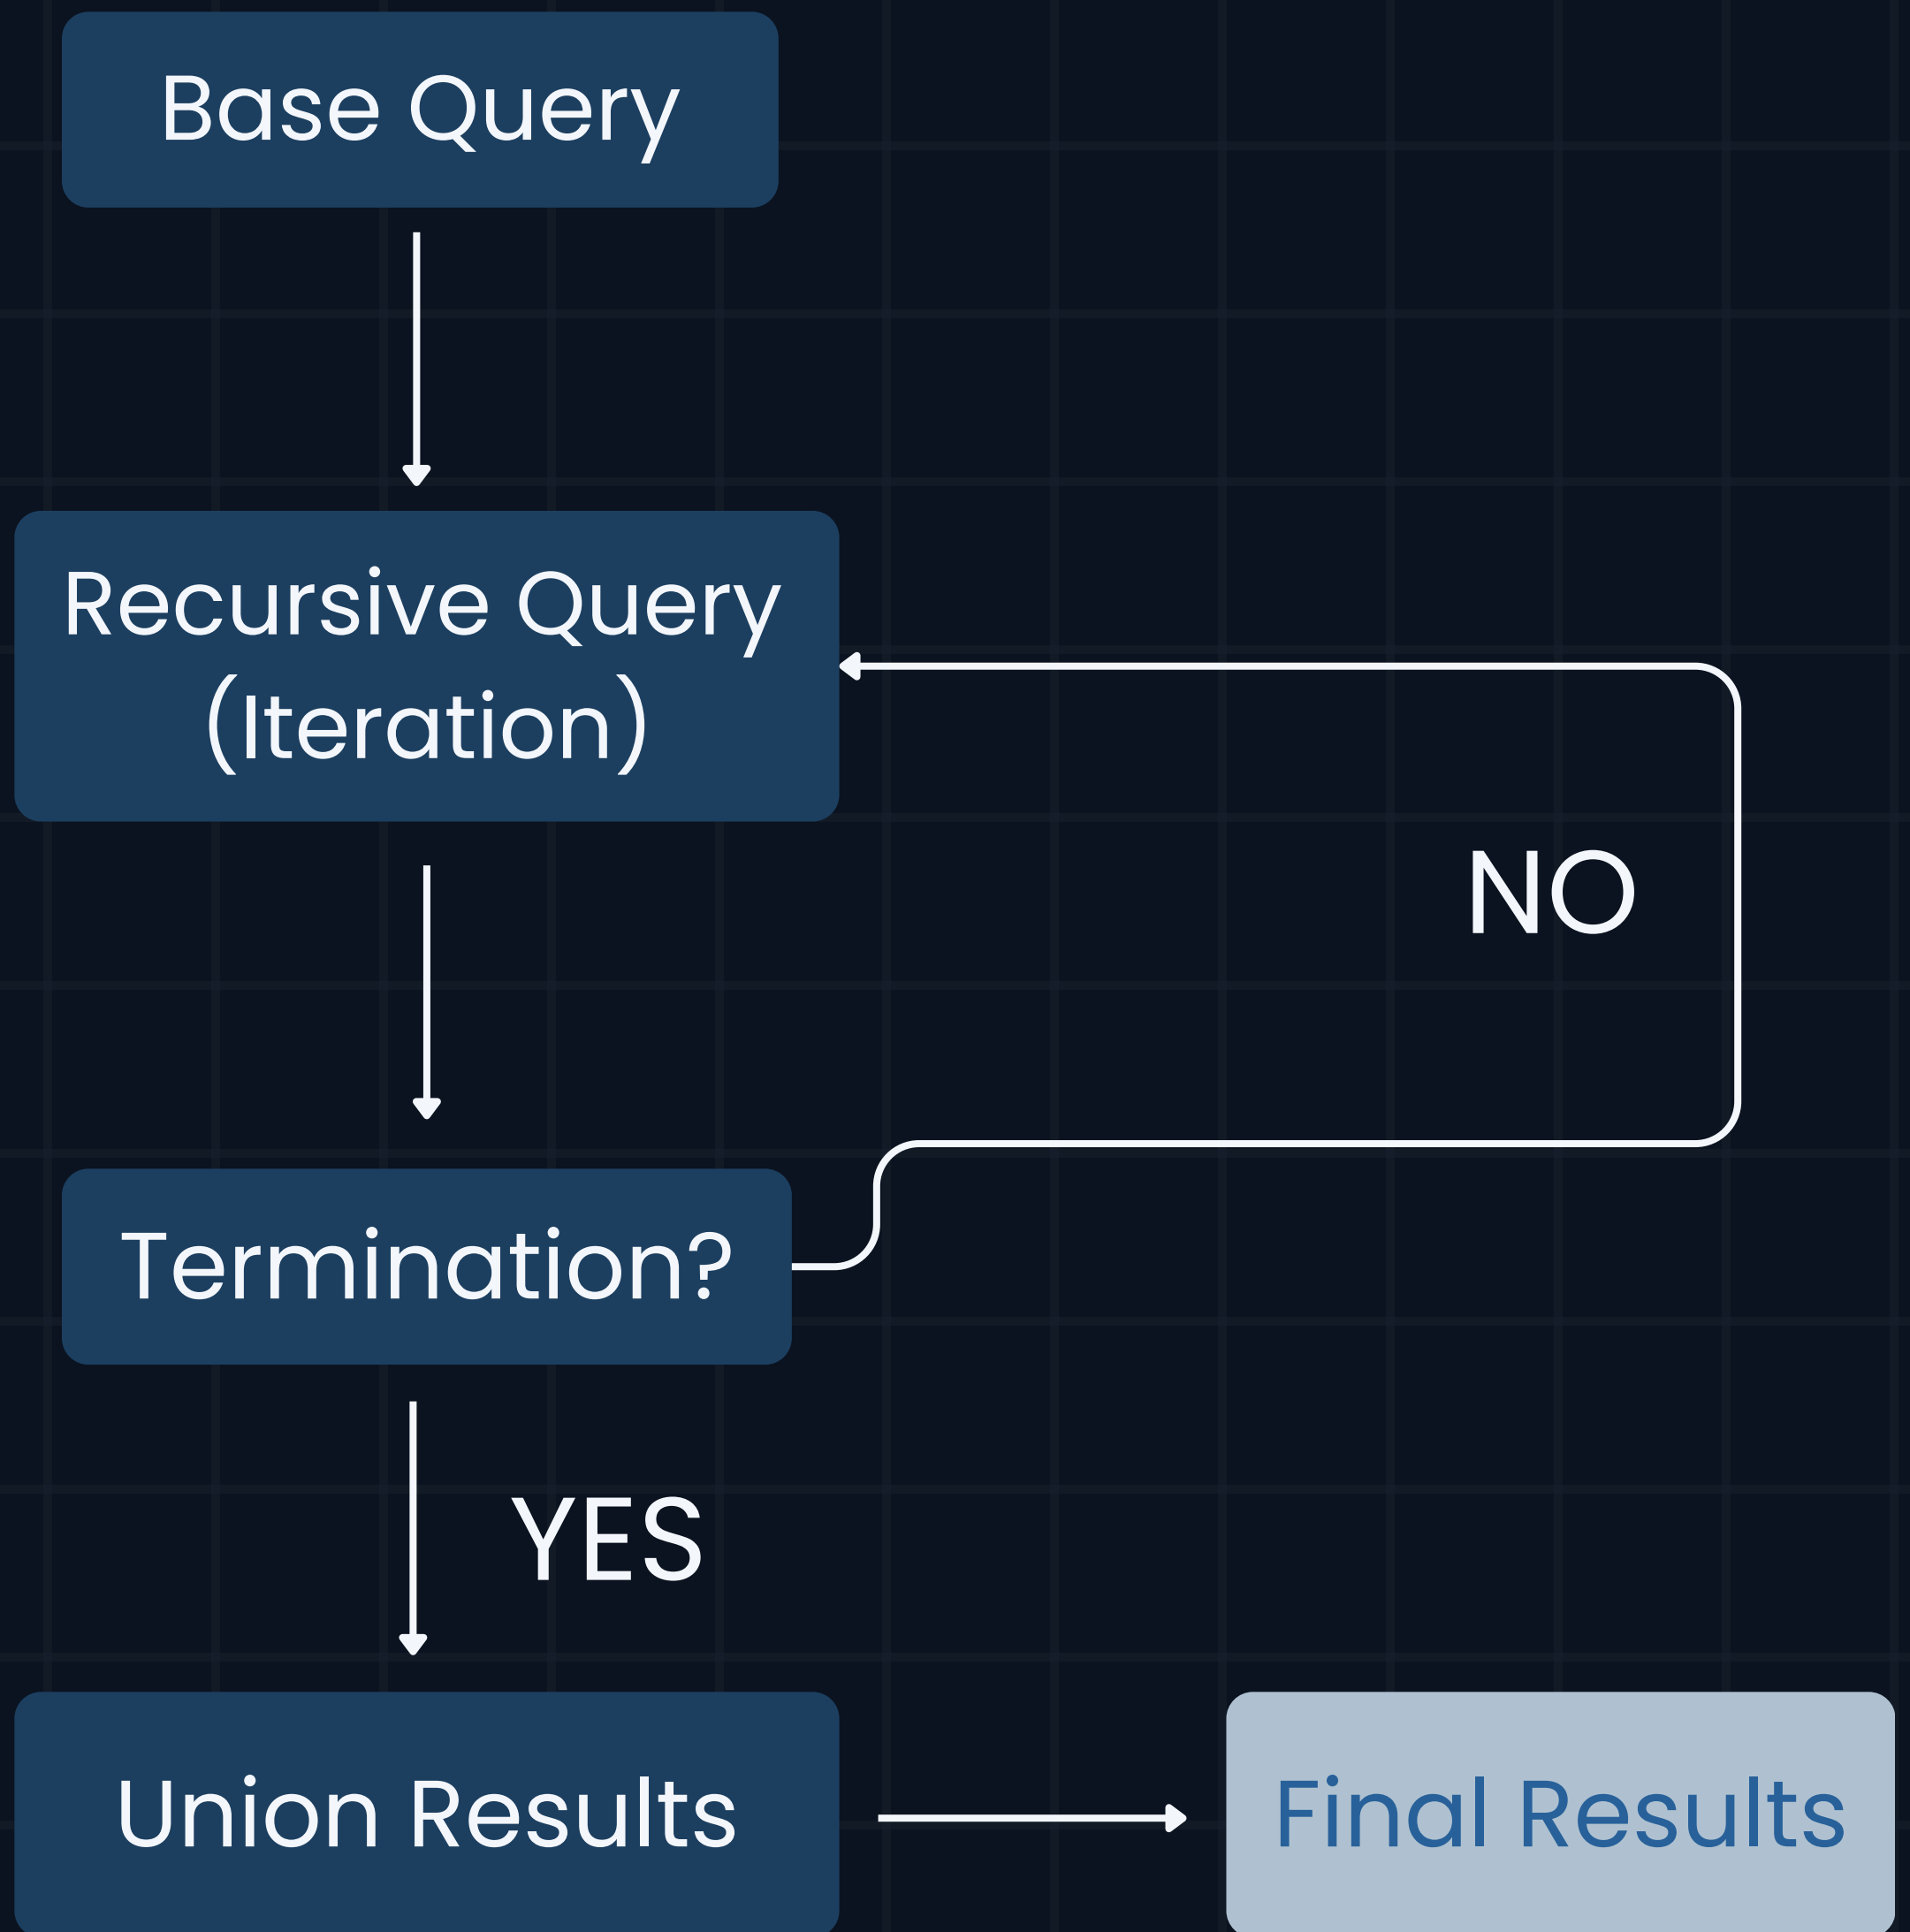 Base Query
Recursive Query
(Iteration)
NO
Termination?
YES
Union Results
Final Results